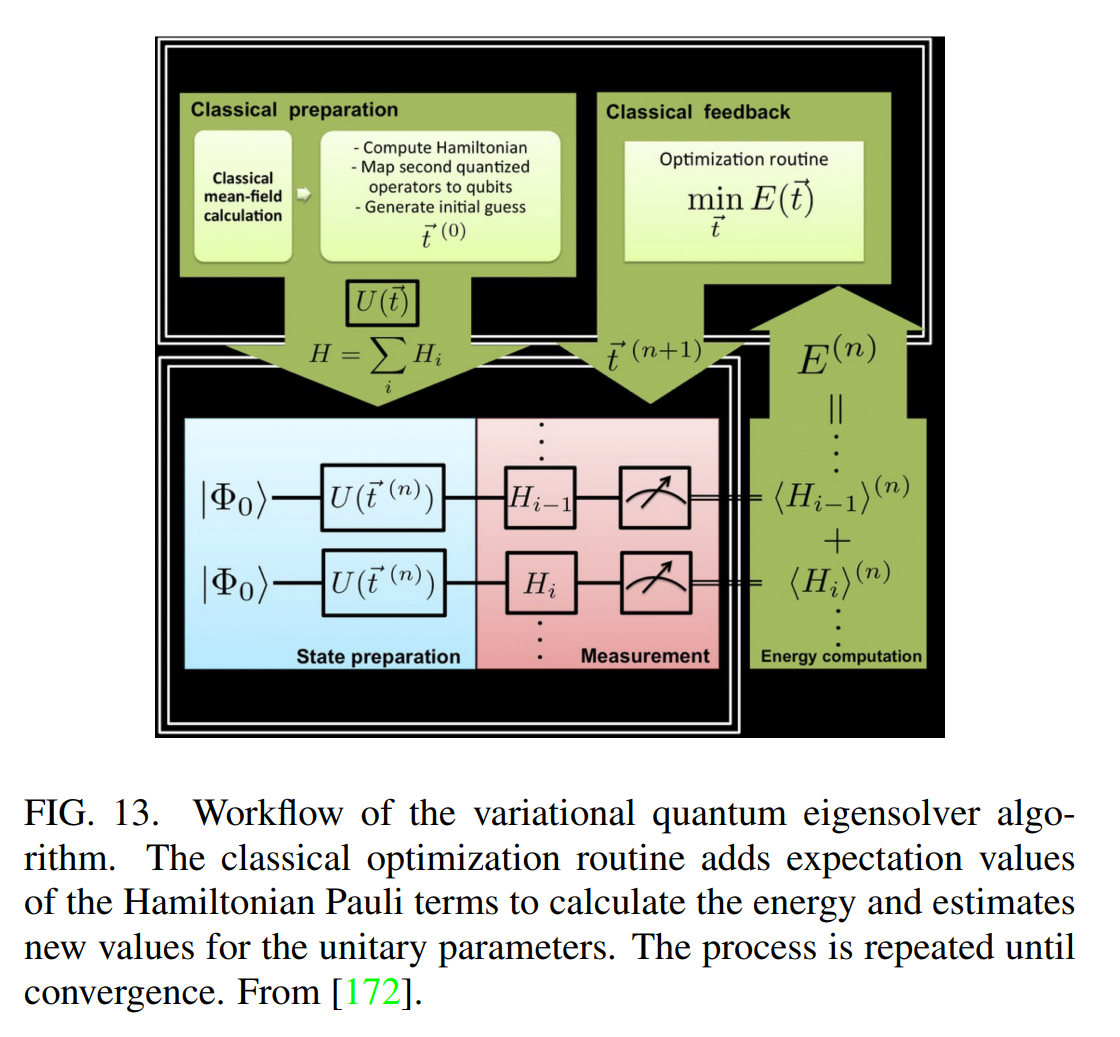 Classical preparation
Classical
mean-field
calculation
- Compute Hamiltonian
- Map second quantized
operators to qubits
- Generate initial guess
$\vec{t}^{\,(0)}$
$U(\vec{t})$
$H = \sum_i H_i$
Classical feedback
Optimization routine
$\min_{\vec{t}} E(\vec{t})$
$\vec{t}^{\,(n+1)}$
$E^{(n)}$
$=$
⋮
$|\Phi_0\rangle$ $U(\vec{t}^{\,(n)})$ $H_{i-1}$ $\langle H_{i-1}\rangle^{(n)}$
$+$
$|\Phi_0\rangle$ $U(\vec{t}^{\,(n)})$ $H_i$ $\langle H_i\rangle^{(n)}$
⋮
State preparation
Measurement
Energy computation
FIG. 13. Workflow of the variational quantum eigensolver algo-
rithm. The classical optimization routine adds expectation values
of the Hamiltonian Pauli terms to calculate the energy and estimates
new values for the unitary parameters. The process is repeated until
convergence. From [172].